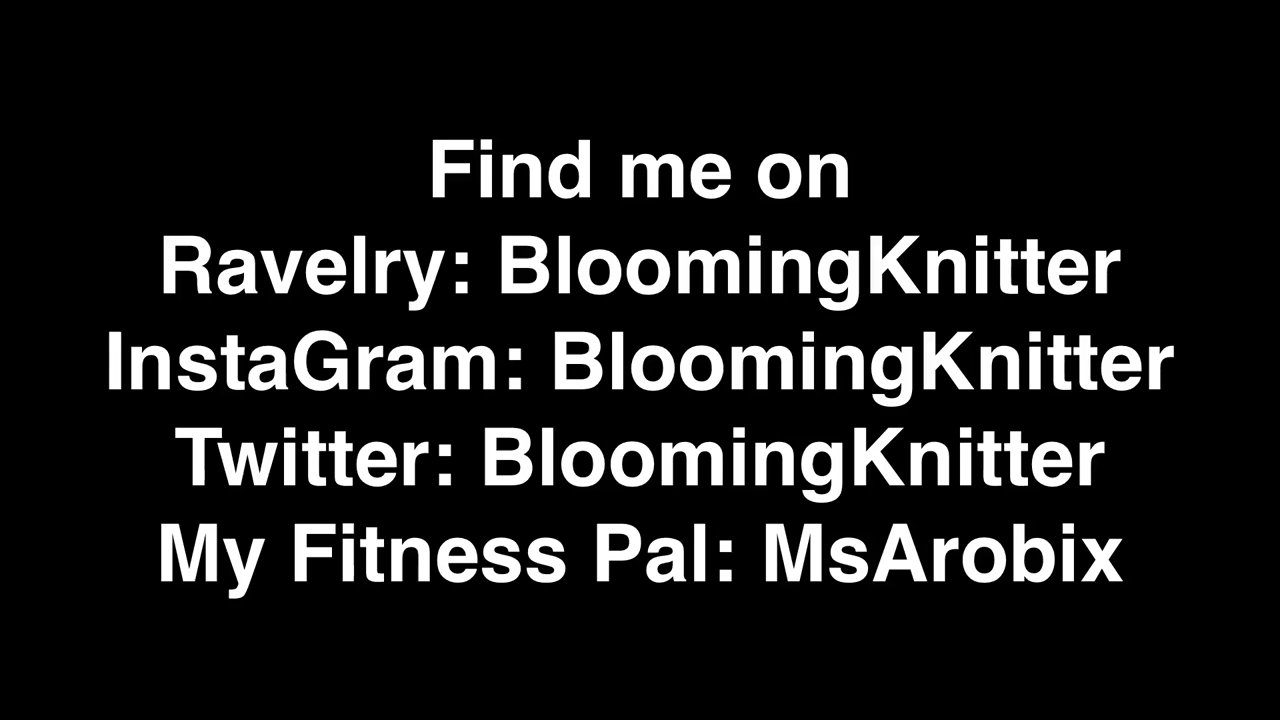 Find me on
Ravelry: BloomingKnitter
InstaGram: BloomingKnitter
Twitter: BloomingKnitter
My Fitness Pal: MsArobix